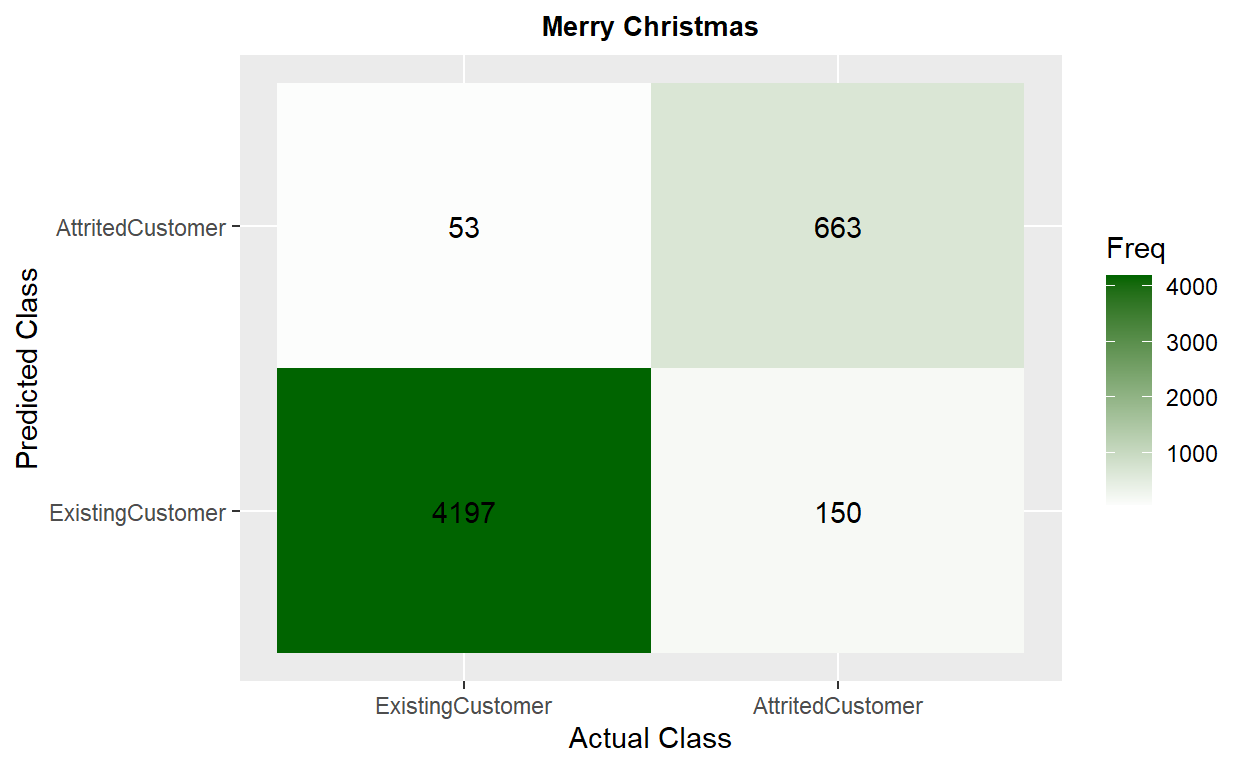 Merry Christmas
Predicted Class
AttritedCustomer
53
663
ExistingCustomer
4197
150
ExistingCustomer
AttritedCustomer
Actual Class
Freq
4000
3000
2000
1000